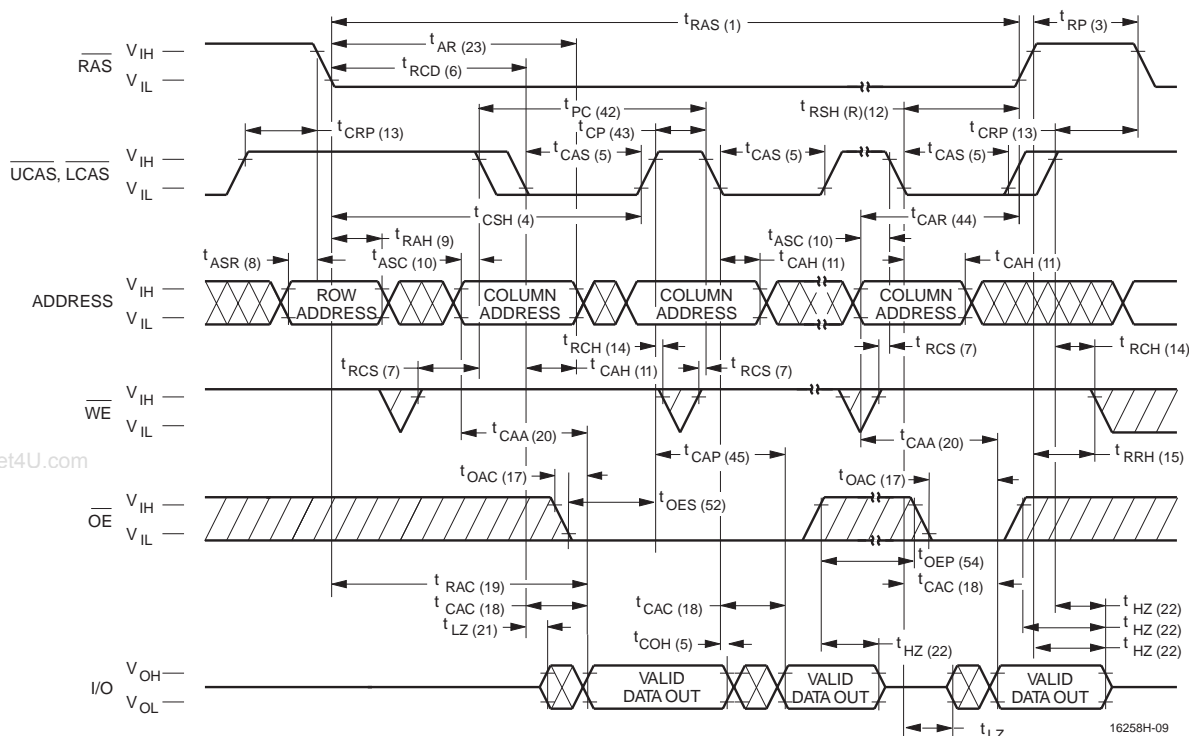 t RAS (1)
t RP (3)
t AR (23)
RAS
V IH
V IL
t RCD (6)
t PC (42)
t RSH (R)(12)
t CRP (13)
t CP (43)
t CRP (13)
UCAS, LCAS
V IH
V IL
t CAS (5)
t CAS (5)
t CAS (5)
t CSH (4)
t CAR (44)
t RAH (9)
t ASC (10)
t ASR (8)
t ASC (10)
t CAH (11)
t CAH (11)
ADDRESS
V IH
V IL
ROW ADDRESS
COLUMN ADDRESS
COLUMN ADDRESS
COLUMN ADDRESS
t RCH (14)
t RCS (7)
t RCH (14)
t RCS (7)
t CAH (11)
t RCS (7)
WE
V IH
V IL
t CAA (20)
t CAA (20)
t CAP (45)
t RRH (15)
et4U.com
t OAC (17)
t OAC (17)
t OES (52)
OE
V IH
V IL
t OEP (54)
t RAC (19)
t CAC (18)
t CAC (18)
t CAC (18)
t HZ (22)
t LZ (21)
t HZ (22)
t COH (5)
t HZ (22)
t HZ (22)
I/O
V OH
V OL
VALID DATA OUT
VALID DATA OUT
VALID DATA OUT
t LZ
16258H-09